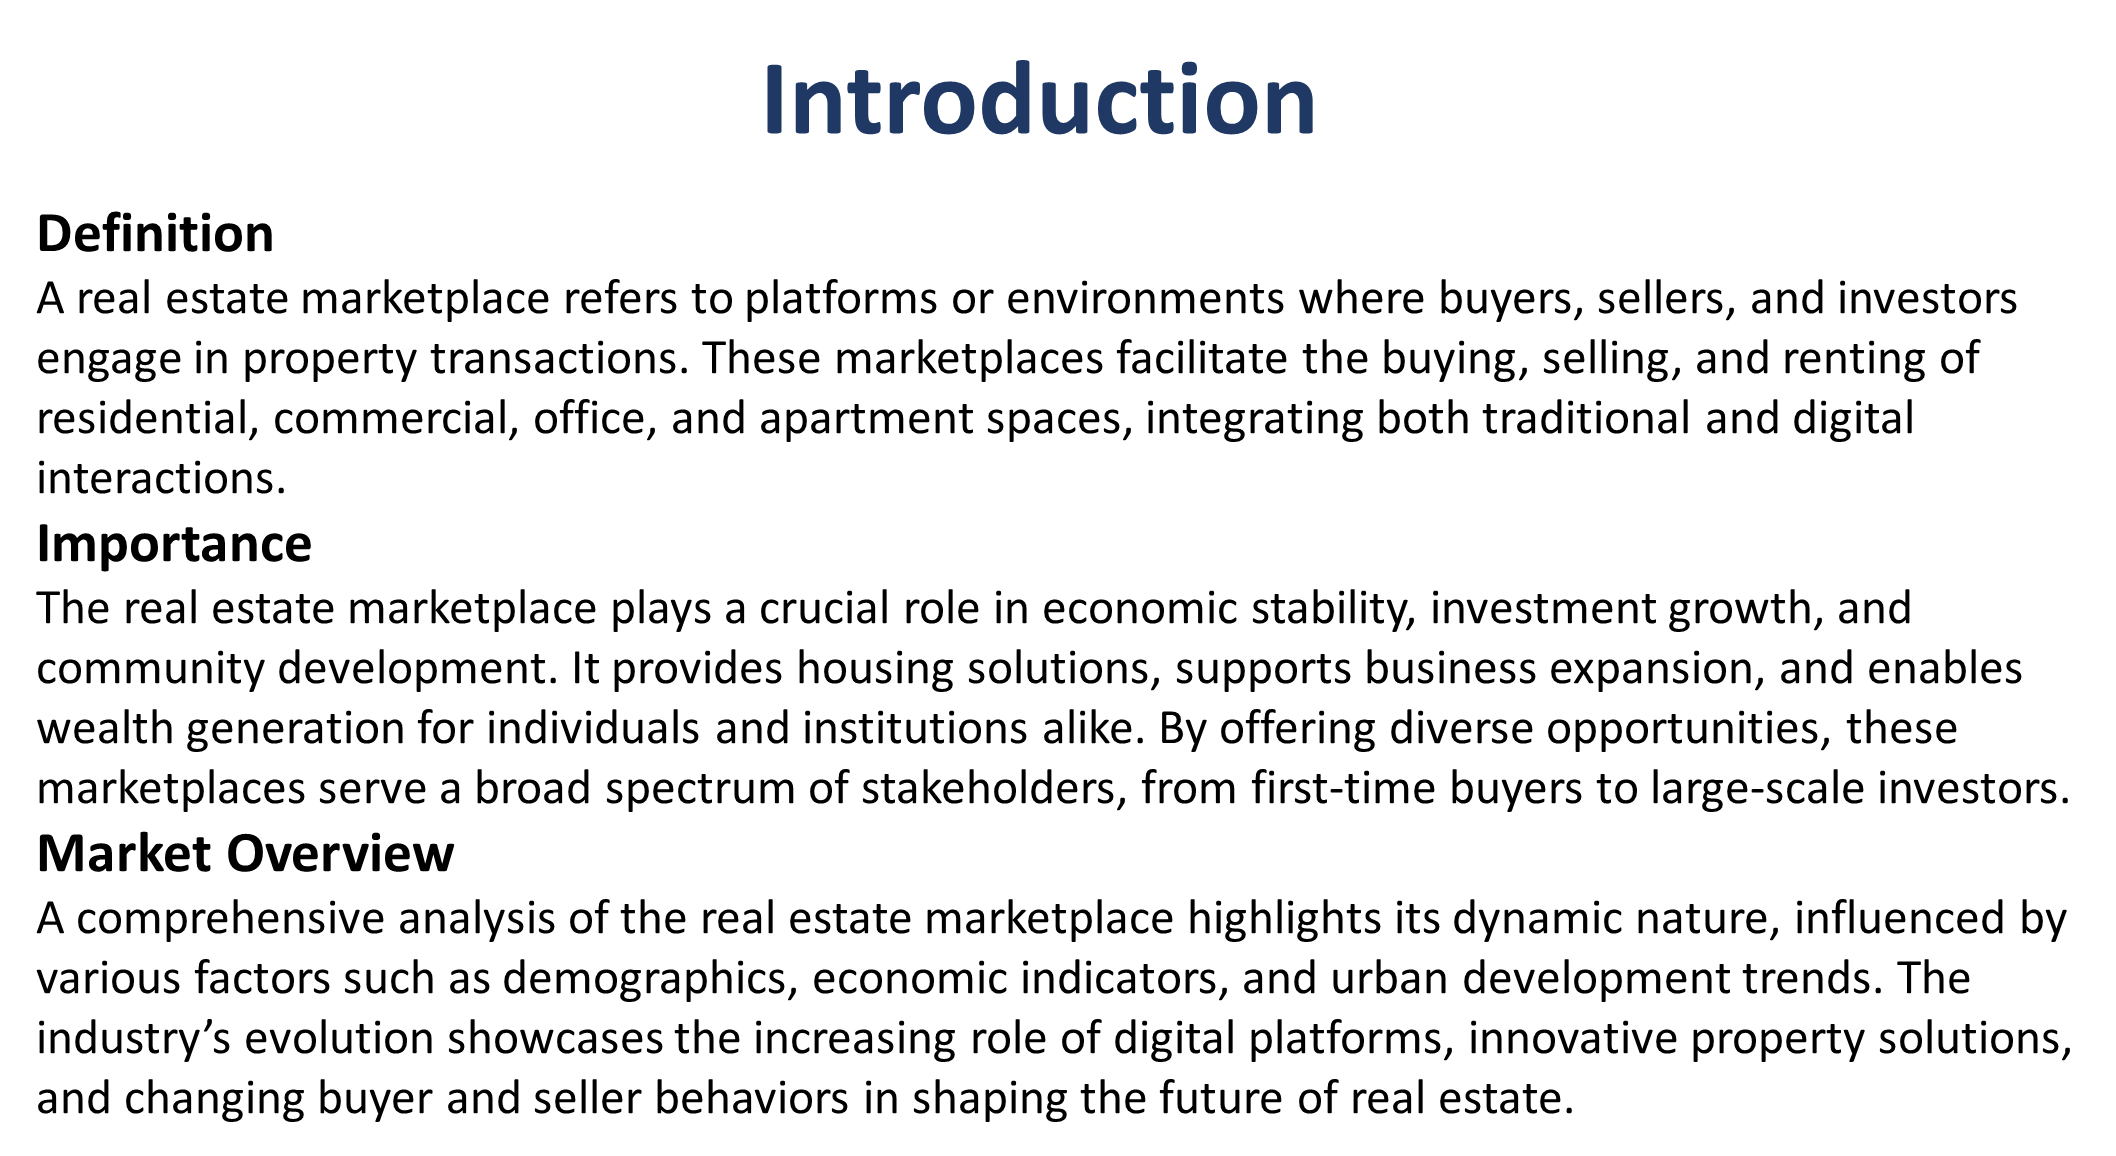 Introduction
Definition
A real estate marketplace refers to platforms or environments where buyers, sellers, and investors
engage in property transactions. These marketplaces facilitate the buying, selling, and renting of
residential, commercial, office, and apartment spaces, integrating both traditional and digital
interactions.
Importance
The real estate marketplace plays a crucial role in economic stability, investment growth, and
community development. It provides housing solutions, supports business expansion, and enables
wealth generation for individuals and institutions alike. By offering diverse opportunities, these
marketplaces serve a broad spectrum of stakeholders, from first-time buyers to large-scale investors.
Market Overview
A comprehensive analysis of the real estate marketplace highlights its dynamic nature, influenced by
various factors such as demographics, economic indicators, and urban development trends. The
industry’s evolution showcases the increasing role of digital platforms, innovative property solutions,
and changing buyer and seller behaviors in shaping the future of real estate.